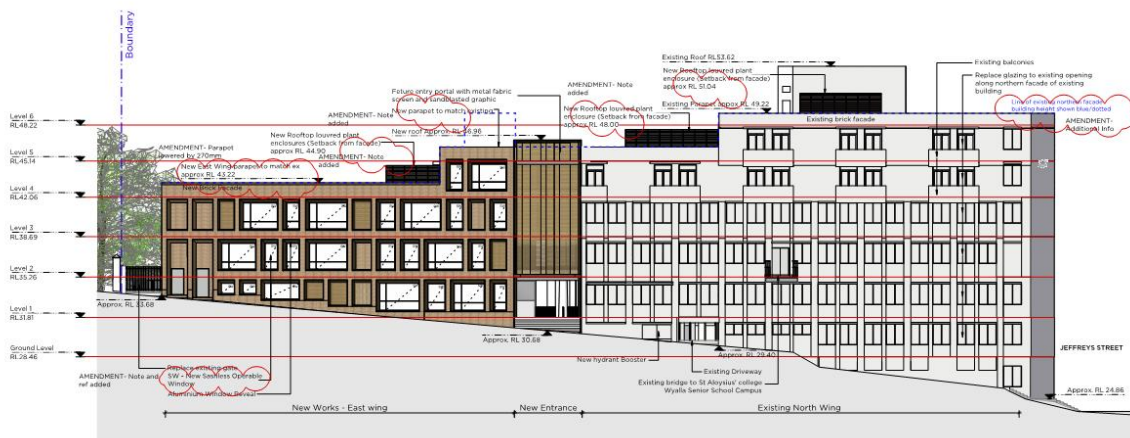 Boundary
Existing Roof RL53.62
New Rooftop louvred plant
enclosure (Setback from facade)
approx RL 51.04
Existing Parapet appox RL 49.22
Existing balconies
Replace glazing to existing opening
along northern facade of existing
building
Line of existing northern facade
building height shown blue/dotted
AMENDMENT-
Additional Info
Existing brick facade
AMENDMENT- Note
added
New Rooftop louvred plant
enclosure (Setback from facade)
approx RL 48.00
Feture entry portal with metal fabric
screen and sandblasted graphic
New parapet to match existing
AMENDMENT- Note
added
New roof Approx RL 46.96
New Rooftop louvred plant
enclosures (Setback from facade)
approx RL 44.90
AMENDMENT- Note
added
AMENDMENT- Parapet
lowered by 270mm
New East Wing parapet to match ex
approx RL 43.22
New brick facade
Level 6
RL48.22
Level 5
RL45.14
Level 4
RL42.06
Level 3
RL38.69
Level 2
RL35.26
Level 1
RL31.81
Ground Level
RL28.46
Approx. RL 33.68
Approx. RL 30.68
Approx. RL 29.40
Approx. RL 24.86
JEFFREYS STREET
AMENDMENT- Note and
ref added
Replace existing gate
SW - New Sashless Openable
Window
Aluminium Window Reveal
New hydrant Booster
Existing Driveway
Existing bridge to St Aloysius' college
Wyalla Senior School Campus
New Works - East wing
New Entrance
Existing North Wing